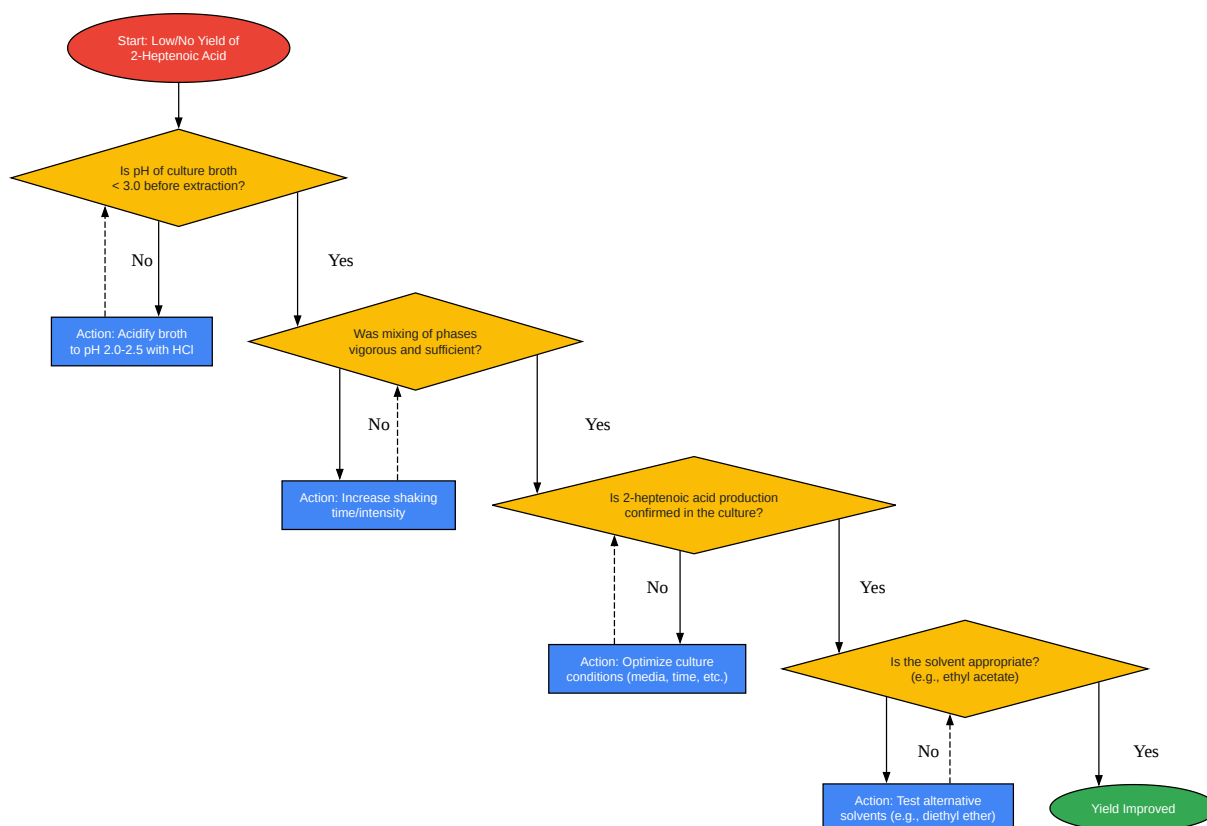 Start: Low/No Yield of
2-Heptenoic Acid
Is pH of culture broth
< 3.0 before extraction?
No
Yes
Action: Acidify broth
to pH 2.0-2.5 with HCl
Was mixing of phases
vigorous and sufficient?
No
Yes
Action: Increase shaking
time/intensity
Is 2-heptenoic acid production
confirmed in the culture?
No
Yes
Action: Optimize culture
conditions (media, time, etc.)
Is the solvent appropriate?
(e.g., ethyl acetate)
No
Yes
Action: Test alternative
solvents (e.g., diethyl ether)
Yield Improved